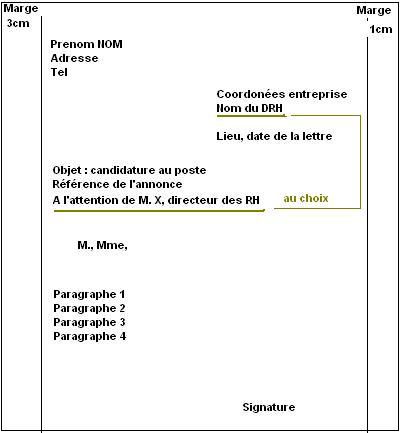 Marge
3cm
Marge
1cm
Prenom NOM
Adresse
Tel
Coordonées entreprise
Nom du DRH
Lieu, date de la lettre
Objet : candidature au poste
Référence de l'annonce
A l'attention de M. X, directeur des RH
au choix
M., Mme,
Paragraphe 1
Paragraphe 2
Paragraphe 3
Paragraphe 4
Signature